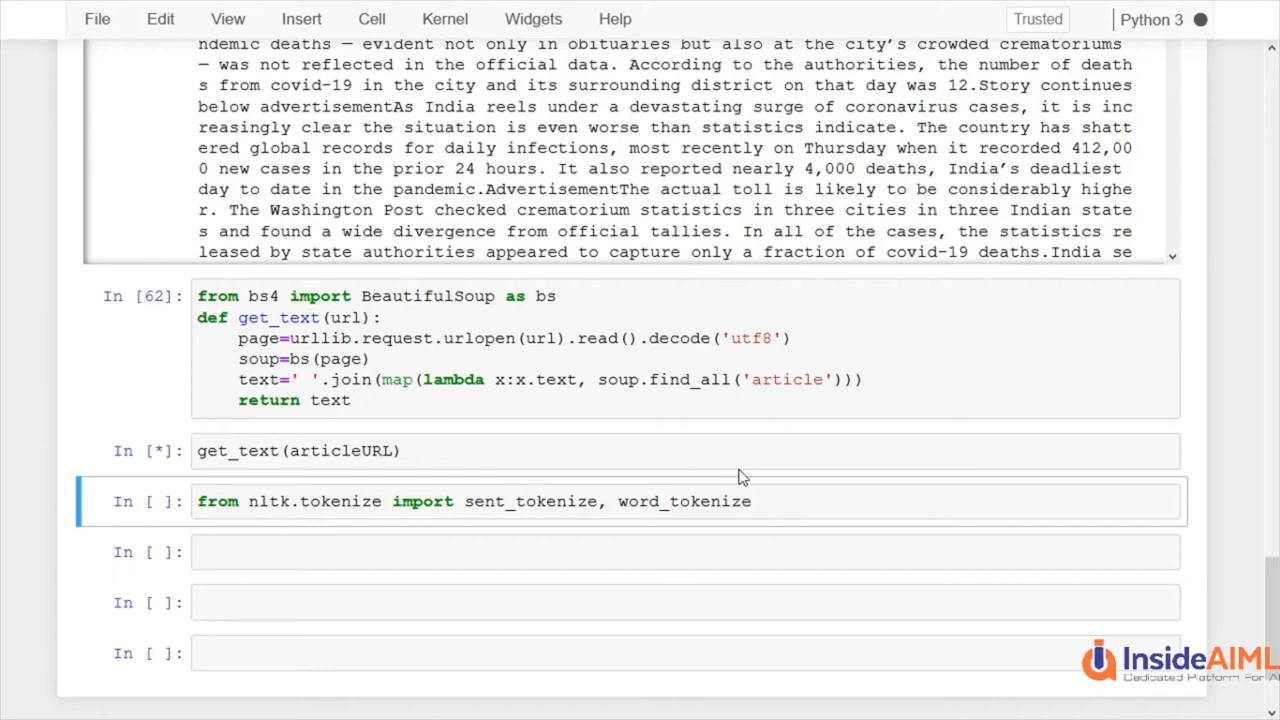 File Edit View Insert Cell Kernel Widgets Help Trusted Python 3
ndemic deaths — evident not only in obituaries but also at the city’s crowded crematoriums
— was not reflected in the official data. According to the authorities, the number of death
s from covid-19 in the city and its surrounding district on that day was 12.Story continues
below advertisementAs India reels under a devastating surge of coronavirus cases, it is inc
reasingly clear the situation is even worse than statistics indicate. The country has shatt
ered global records for daily infections, most recently on Thursday when it recorded 412,00
0 new cases in the prior 24 hours. It also reported nearly 4,000 deaths, India’s deadliest
day to date in the pandemic.AdvertisementThe actual toll is likely to be considerably highe
r. The Washington Post checked crematorium statistics in three cities in three Indian state
s and found a wide divergence from official tallies. In all of the cases, the statistics re
leased by state authorities appeared to capture only a fraction of covid-19 deaths.India se
In [62]: from bs4 import BeautifulSoup as bs
def get_text(url):
page=urllib.request.urlopen(url).read().decode('utf8')
soup=bs(page)
text=' '.join(map(lambda x:x.text, soup.find_all('article')))
return text
In [*]: get_text(articleURL)
In [ ]: from nltk.tokenize import sent_tokenize, word_tokenize
In [ ]:
In [ ]:
In [ ]:
InsideAIML
Dedicated Platform For A